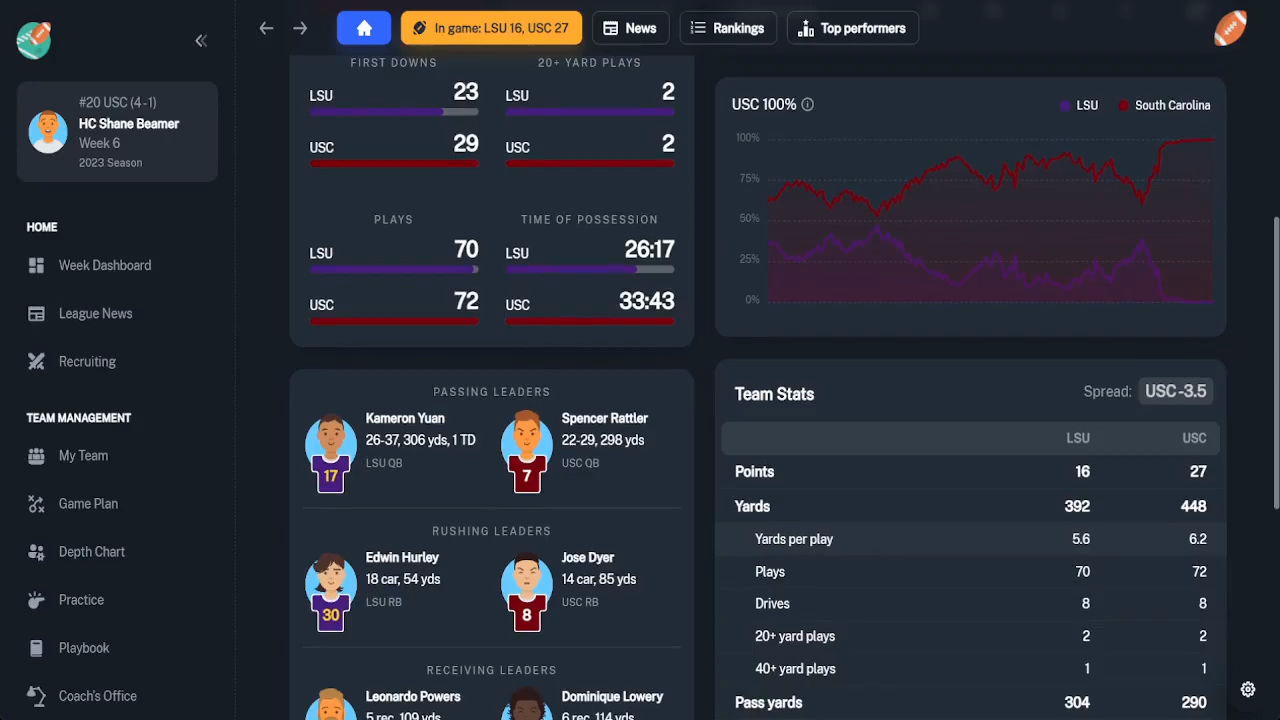 In game: LSU 16, USC 27
News
Rankings
Top performers
#20 USC (4-1)
HC Shane Beamer
Week 6
2023 Season
HOME
Week Dashboard
League News
Recruiting
TEAM MANAGEMENT
My Team
Game Plan
Depth Chart
Practice
Playbook
Coach's Office
FIRST DOWNS
LSU 23
USC 29
20+ YARD PLAYS
LSU 2
USC 2
PLAYS
LSU 70
USC 72
TIME OF POSSESSION
LSU 26:17
USC 33:43
PASSING LEADERS
17
Kameron Yuan
26-37, 306 yds, 1 TD
LSU QB
7
Spencer Rattler
22-29, 298 yds
USC QB
RUSHING LEADERS
30
Edwin Hurley
18 car, 54 yds
LSU RB
8
Jose Dyer
14 car, 85 yds
USC RB
RECEIVING LEADERS
Leonardo Powers
5 rec, 109 yds
Dominique Lowery
6 rec, 114 yds
USC 100%
LSU
South Carolina
100%
75%
50%
25%
0%
Team Stats
Spread: USC -3.5
LSU USC
Points 16 27
Yards 392 448
Yards per play 5.6 6.2
Plays 70 72
Drives 8 8
20+ yard plays 2 2
40+ yard plays 1 1
Pass yards 304 290